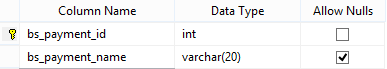 Column Name Data Type Allow Nulls
bs_payment_id int
bs_payment_name varchar(20)